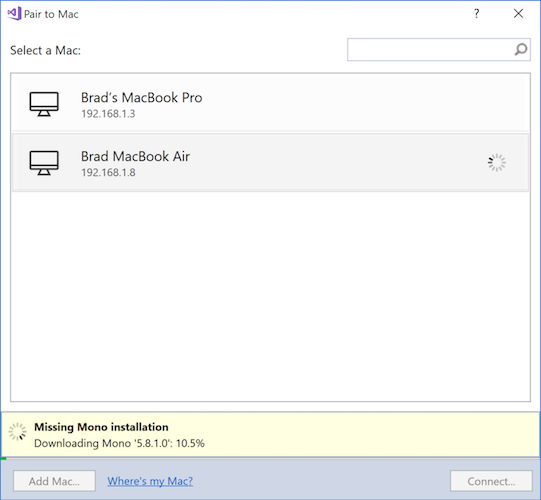 Pair to Mac
?
Select a Mac:
Brad's MacBook Pro
192.168.1.3
Brad MacBook Air
192.168.1.8
Missing Mono installation
Downloading Mono '5.8.1.0': 10.5%
Add Mac...
Where's my Mac?
Connect...